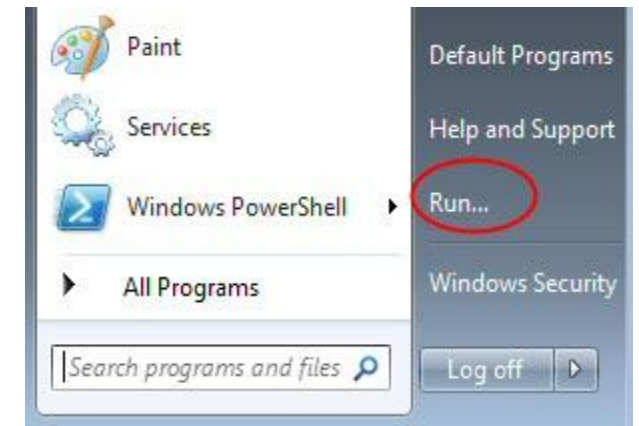 Paint
Services
Windows PowerShell
All Programs
Search programs and files
Default Programs
Help and Support
Run...
Windows Security
Log off